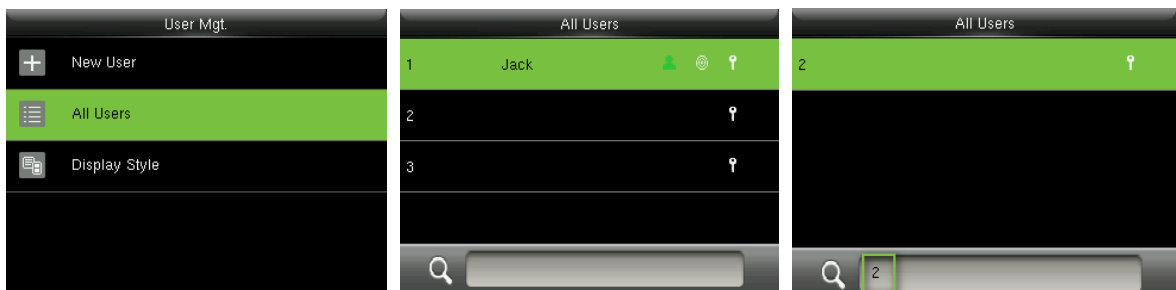 User Mgt.
New User
All Users
Display Style
All Users
1 Jack
2
3
All Users
2
2